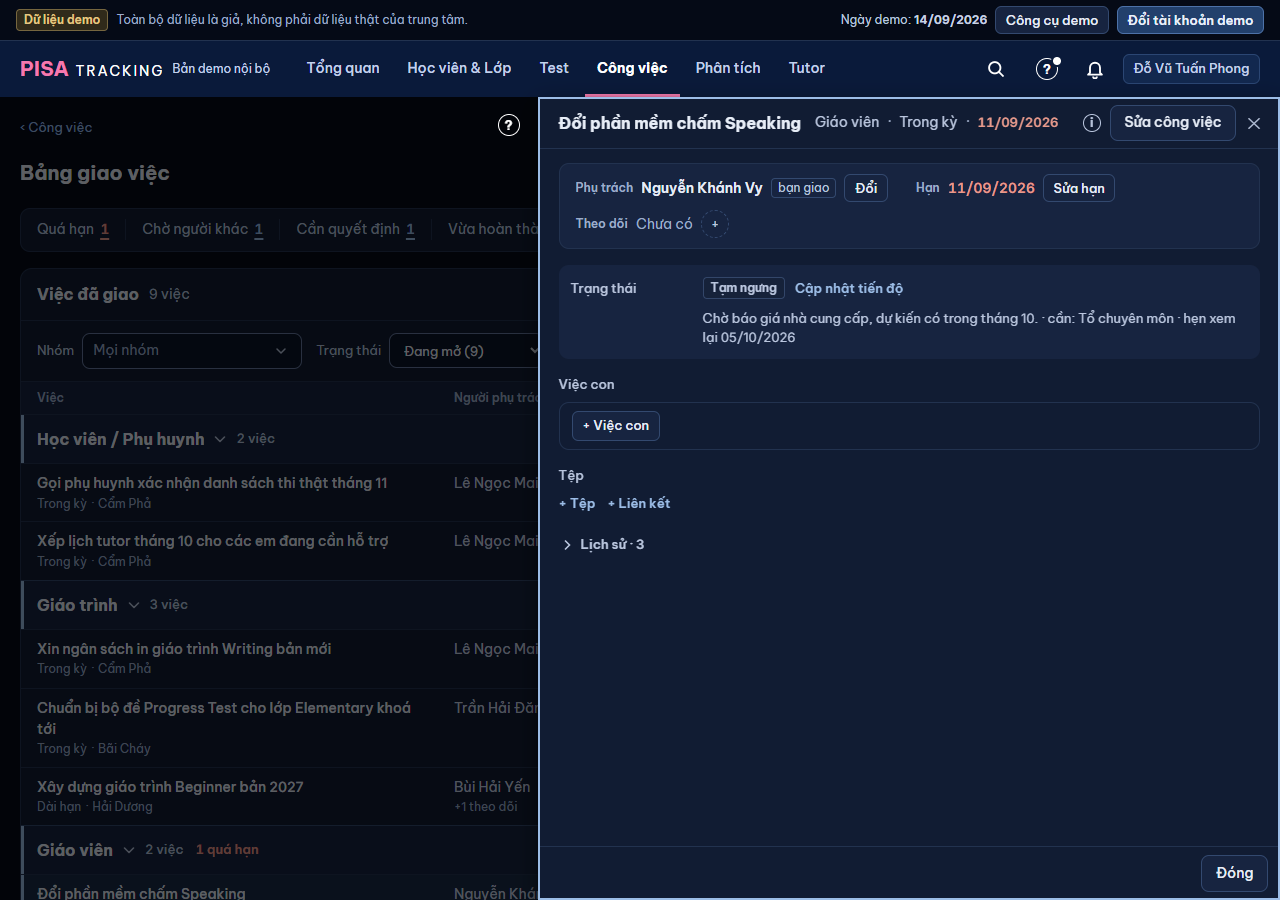 Dữ liệu demo Toàn bộ dữ liệu là giả, không phải dữ liệu thật của trung tâm. Ngày demo: 14/09/2026 Công cụ demo Đổi tài khoản demo
PISA TRACKING Bản demo nội bộ Tổng quan Học viên & Lớp Test Công việc Phân tích Tutor ? Đỗ Vũ Tuấn Phong
‹ Công việc ?
Bảng giao việc
Quá hạn 1 Chờ người khác 1 Cần quyết định 1 Vừa hoàn
Việc đã giao 9 việc
Nhóm Mọi nhóm Trạng thái Đang mở (9)
Việc Người phụ
Học viên / Phụ huynh 2 việc
Gọi phụ huynh xác nhận danh sách thi thật tháng 11 Lê Ngọc Mai
Trong kỳ · Cẩm Phả
Xếp lịch tutor tháng 10 cho các em đang cần hỗ trợ Lê Ngọc Mai
Trong kỳ · Cẩm Phả
Giáo trình 3 việc
Xin ngân sách in giáo trình Writing bản mới Lê Ngọc Mai
Trong kỳ · Cẩm Phả
Chuẩn bị bộ đề Progress Test cho lớp Elementary khoá Trần Hải
tới
Trong kỳ · Bãi Cháy
Xây dựng giáo trình Beginner bản 2027 Bùi Hải Yến
Dài hạn · Hải Dương +1 theo dõi
Giáo viên 2 việc 1 quá hạn
Đổi phần mềm chấm Speaking Nguyễn
Đổi phần mềm chấm Speaking Giáo viên · Trong kỳ · 11/09/2026 i Sửa công việc
Phụ trách Nguyễn Khánh Vy bạn giao Đổi Hạn 11/09/2026 Sửa hạn
Theo dõi Chưa có +
Trạng thái Tạm ngưng Cập nhật tiến độ
Chờ báo giá nhà cung cấp, dự kiến có trong tháng 10. · cần: Tổ chuyên môn · hẹn xem
lại 05/10/2026
Việc con
+ Việc con
Tệp
+ Tệp + Liên kết
Lịch sử · 3
Đóng